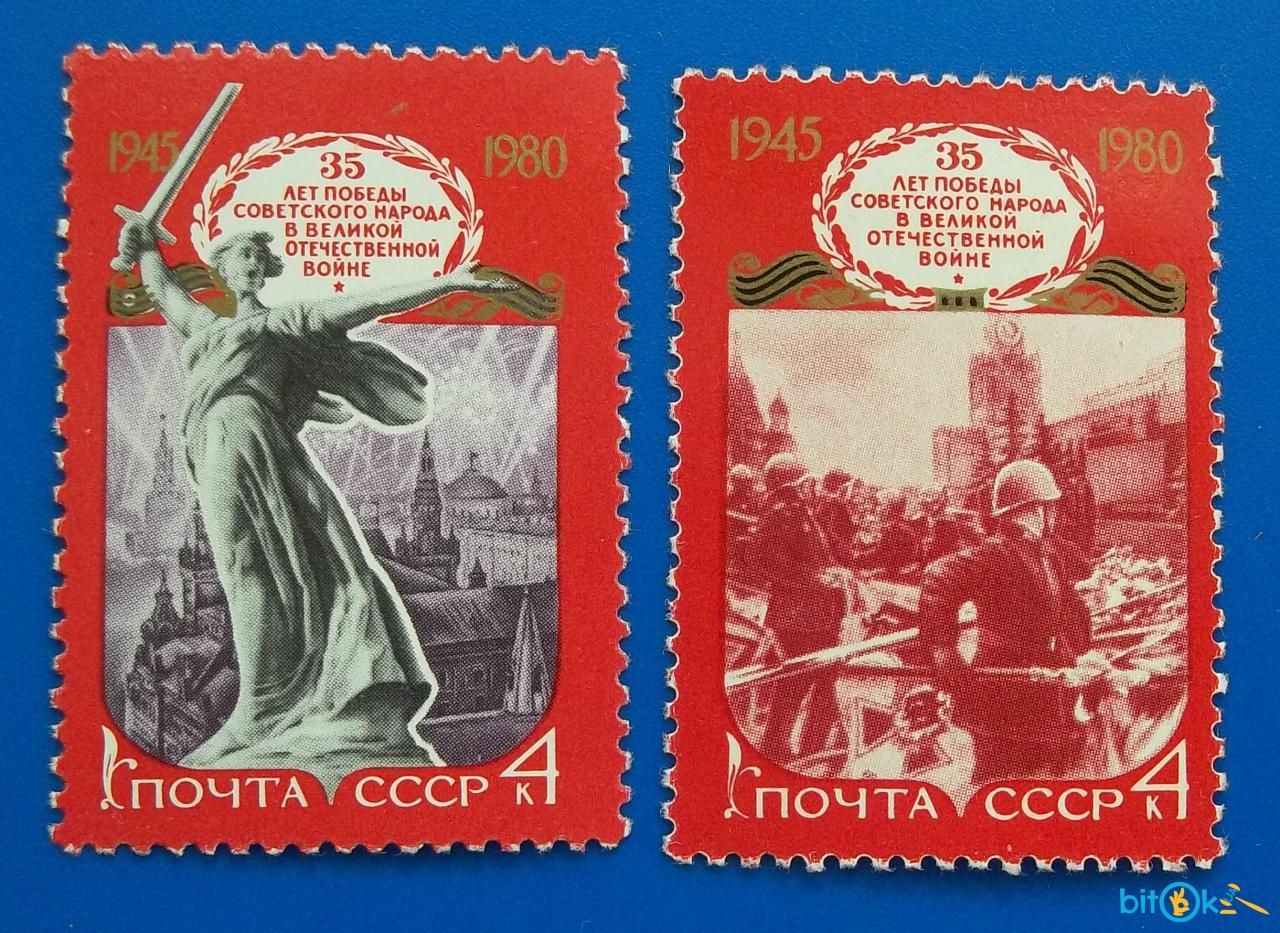 1945 1980
35
ЛЕТ ПОБЕДЫ
СОВЕТСКОГО НАРОДА
В ВЕЛИКОЙ
ОТЕЧЕСТВЕННОЙ
ВОЙНЕ
ПОЧТА СССР 4
К
1945 1980
35
ЛЕТ ПОБЕДЫ
СОВЕТСКОГО НАРОДА
В ВЕЛИКОЙ
ОТЕЧЕСТВЕННОЙ
ВОЙНЕ
ПОЧТА СССР 4
К
bitOk